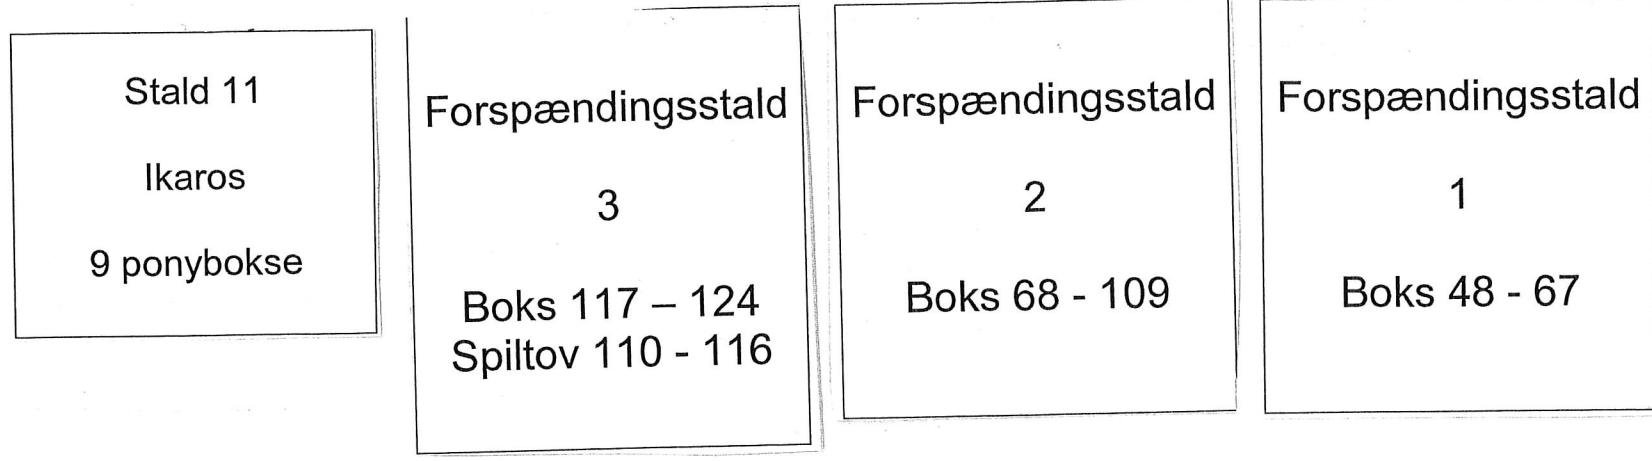 Stald 11
Ikaros
9 ponybokse
Forspændingsstald
3
Boks 117 – 124
Spiltov 110 - 116
Forspændingsstald
2
Boks 68 - 109
Forspændingsstald
1
Boks 48 - 67